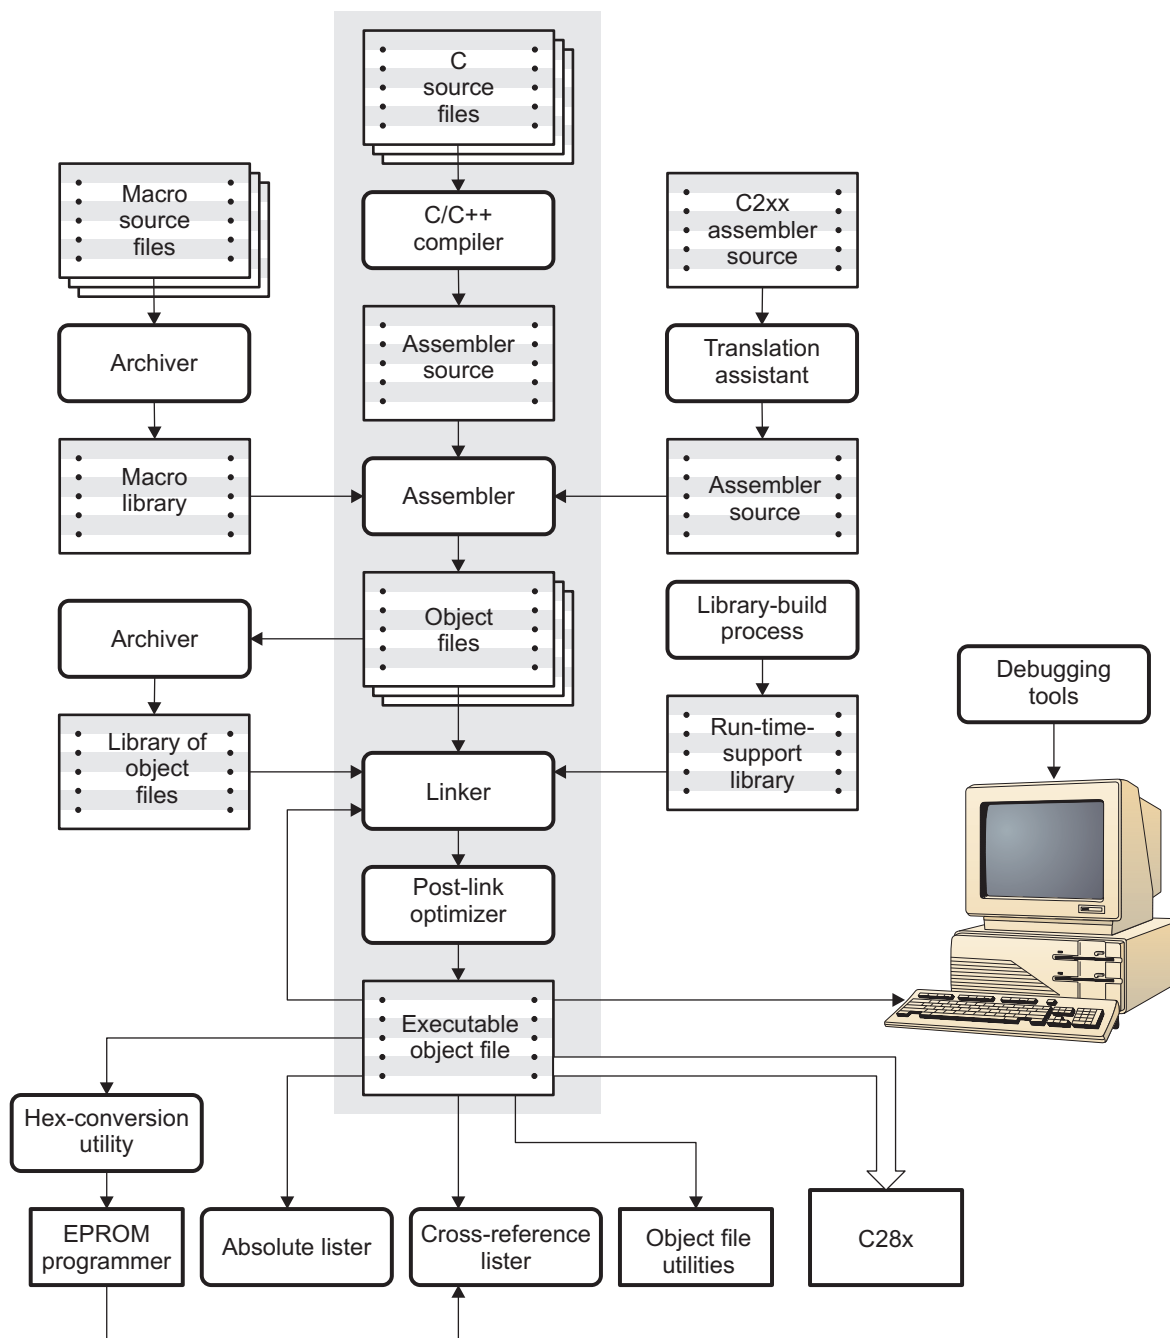 C
source
files
Macro
source
files
C/C++
compiler
C2xx
assembler
source
Archiver
Assembler
source
Translation
assistant
Macro
library
Assembler
Assembler
source
Archiver
Object
files
Library-build
process
Debugging
tools
Library of
object
files
Linker
Run-time-
support
library
Post-link
optimizer
Executable
object file
Hex-conversion
utility
EPROM
programmer
Absolute lister
Cross-reference
lister
Object file
utilities
C28x